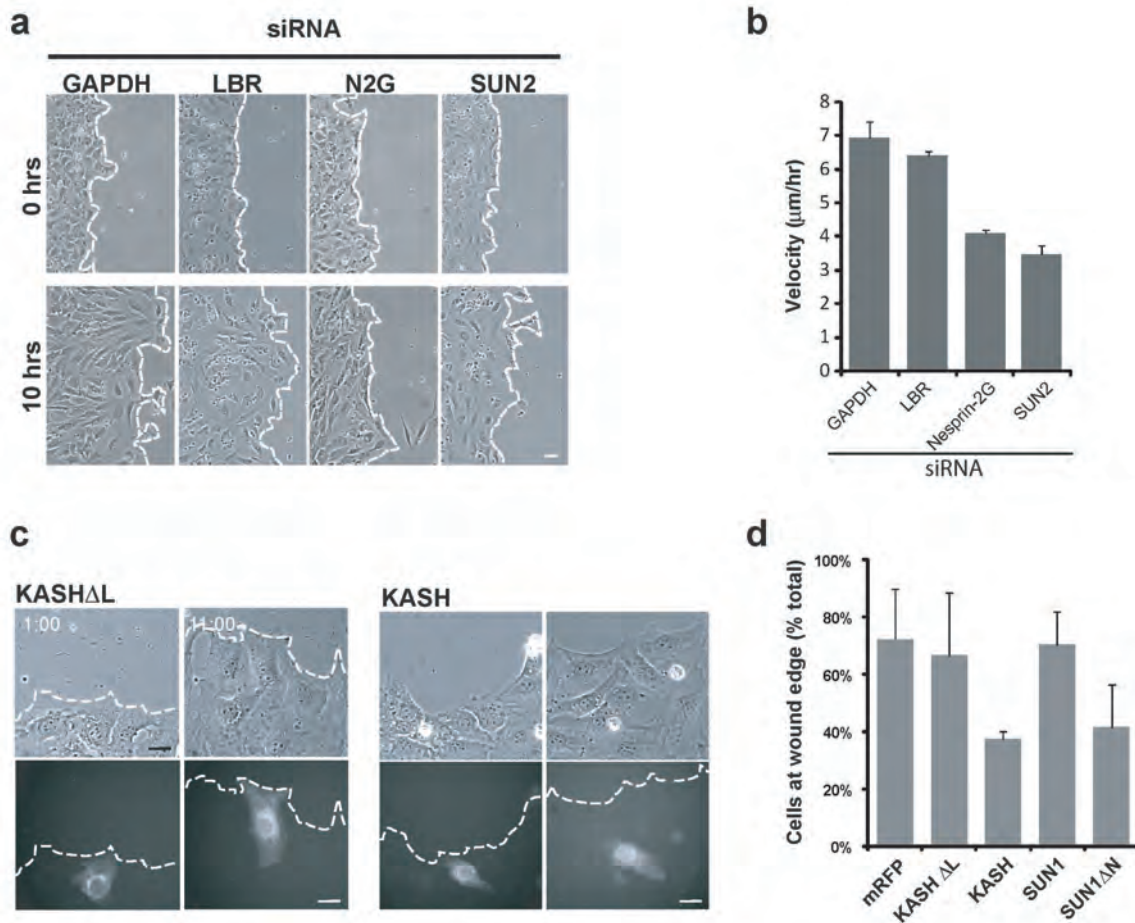 a
siRNA
GAPDH LBR N2G SUN2
0 hrs
10 hrs
b
Velocity (μm/hr)
8
7
6
5
4
3
2
1
0
GAPDH
LBR
Nesprin-2G
SUN2
siRNA
c
KASHΔL
1:00
11:00
KASH
d
Cells at wound edge (% total)
100%
80%
60%
40%
20%
0%
mRFP
KASH ΔL
KASH
SUN1
SUN1ΔN